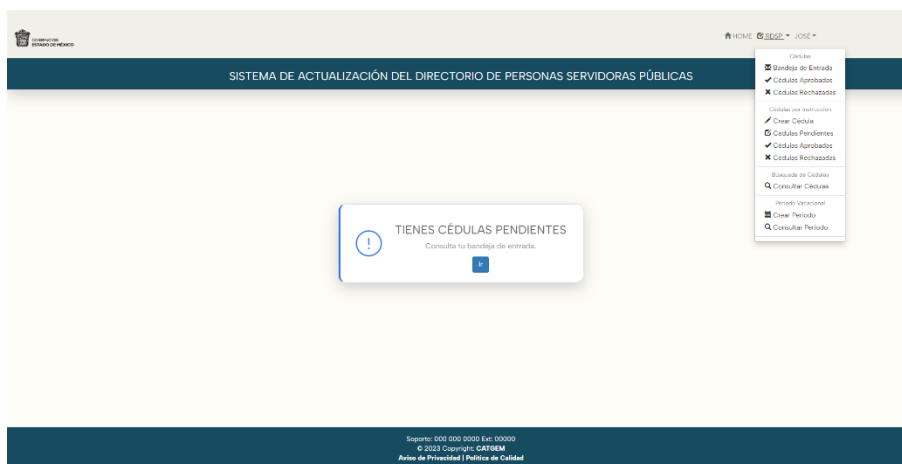 GOBIERNO DEL
ESTADO DE MÉXICO
HOME RDSP JOSÉ
SISTEMA DE ACTUALIZACIÓN DEL DIRECTORIO DE PERSONAS SERVIDORAS PÚBLICAS
Cédulas
Bandeja de Entrada
Cédulas Aprobadas
Cédulas Rechazadas
Cédulas por Instrucción
Crear Cédula
Cédulas Pendientes
Cédulas Aprobadas
Cédulas Rechazadas
Búsqueda de Cédulas
Consultar Cédulas
Periodo Vacacional
Crear Periodo
Consultar Periodo
TIENES CÉDULAS PENDIENTES
Consulta tu bandeja de entrada.
Ir
Soporte: 000 000 0000 Ext: 00000
© 2023 Copyright: CATGEM
Aviso de Privacidad | Política de Calidad